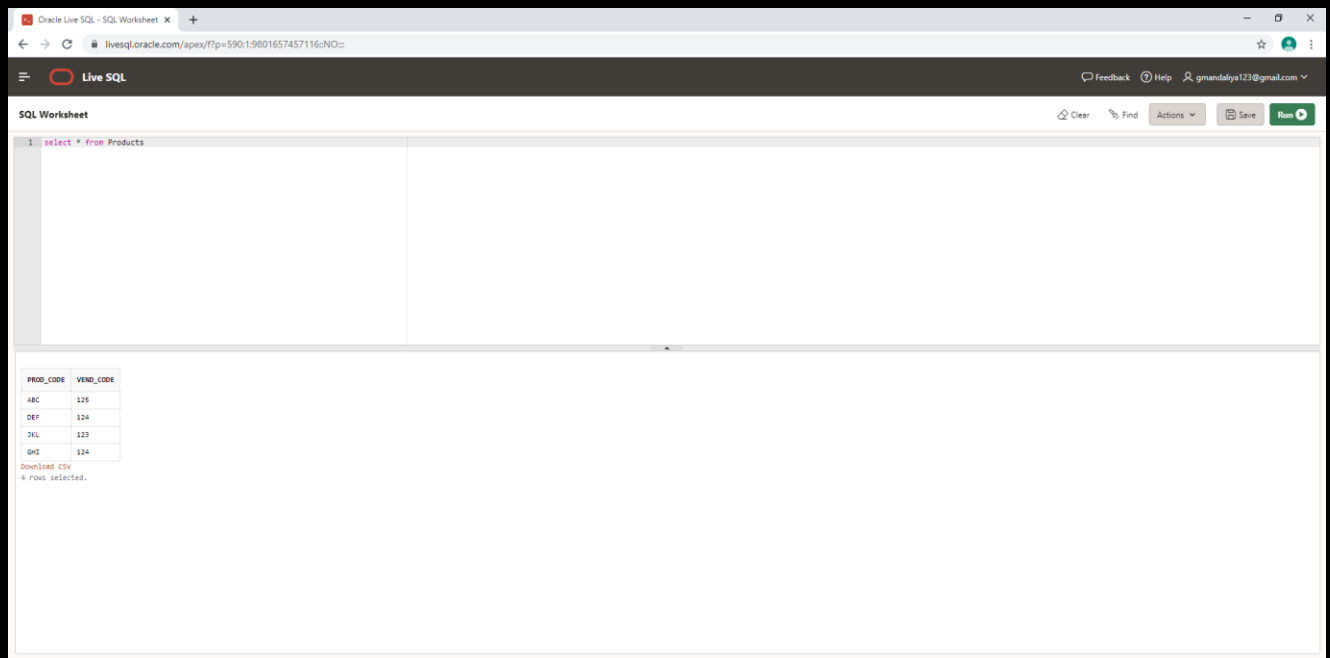 Oracle Live SQL - SQL Worksheet
livesql.oracle.com/apex/f?p=590:1:9801657457116::NO:::
Live SQL
Feedback Help gmandaliya123@gmail.com
SQL Worksheet
Clear Find Actions Save Run
1 select * from Products
PROD_CODE VEND_CODE
ABC 125
DEF 124
JKL 123
GHI 124
Download CSV
4 rows selected.